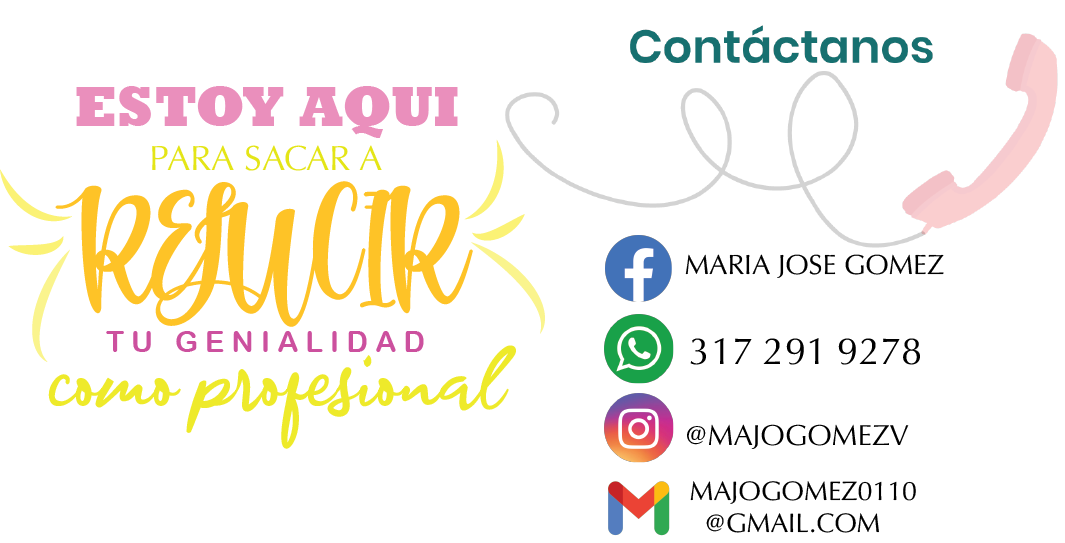 ESTOY AQUI
PARA SACAR A
RELUCIR
TU GENIALIDAD
como profesional
Contáctanos
MARIA JOSE GOMEZ
317 291 9278
@MAJOGOMEZV
MAJOGOMEZ0110
@GMAIL.COM